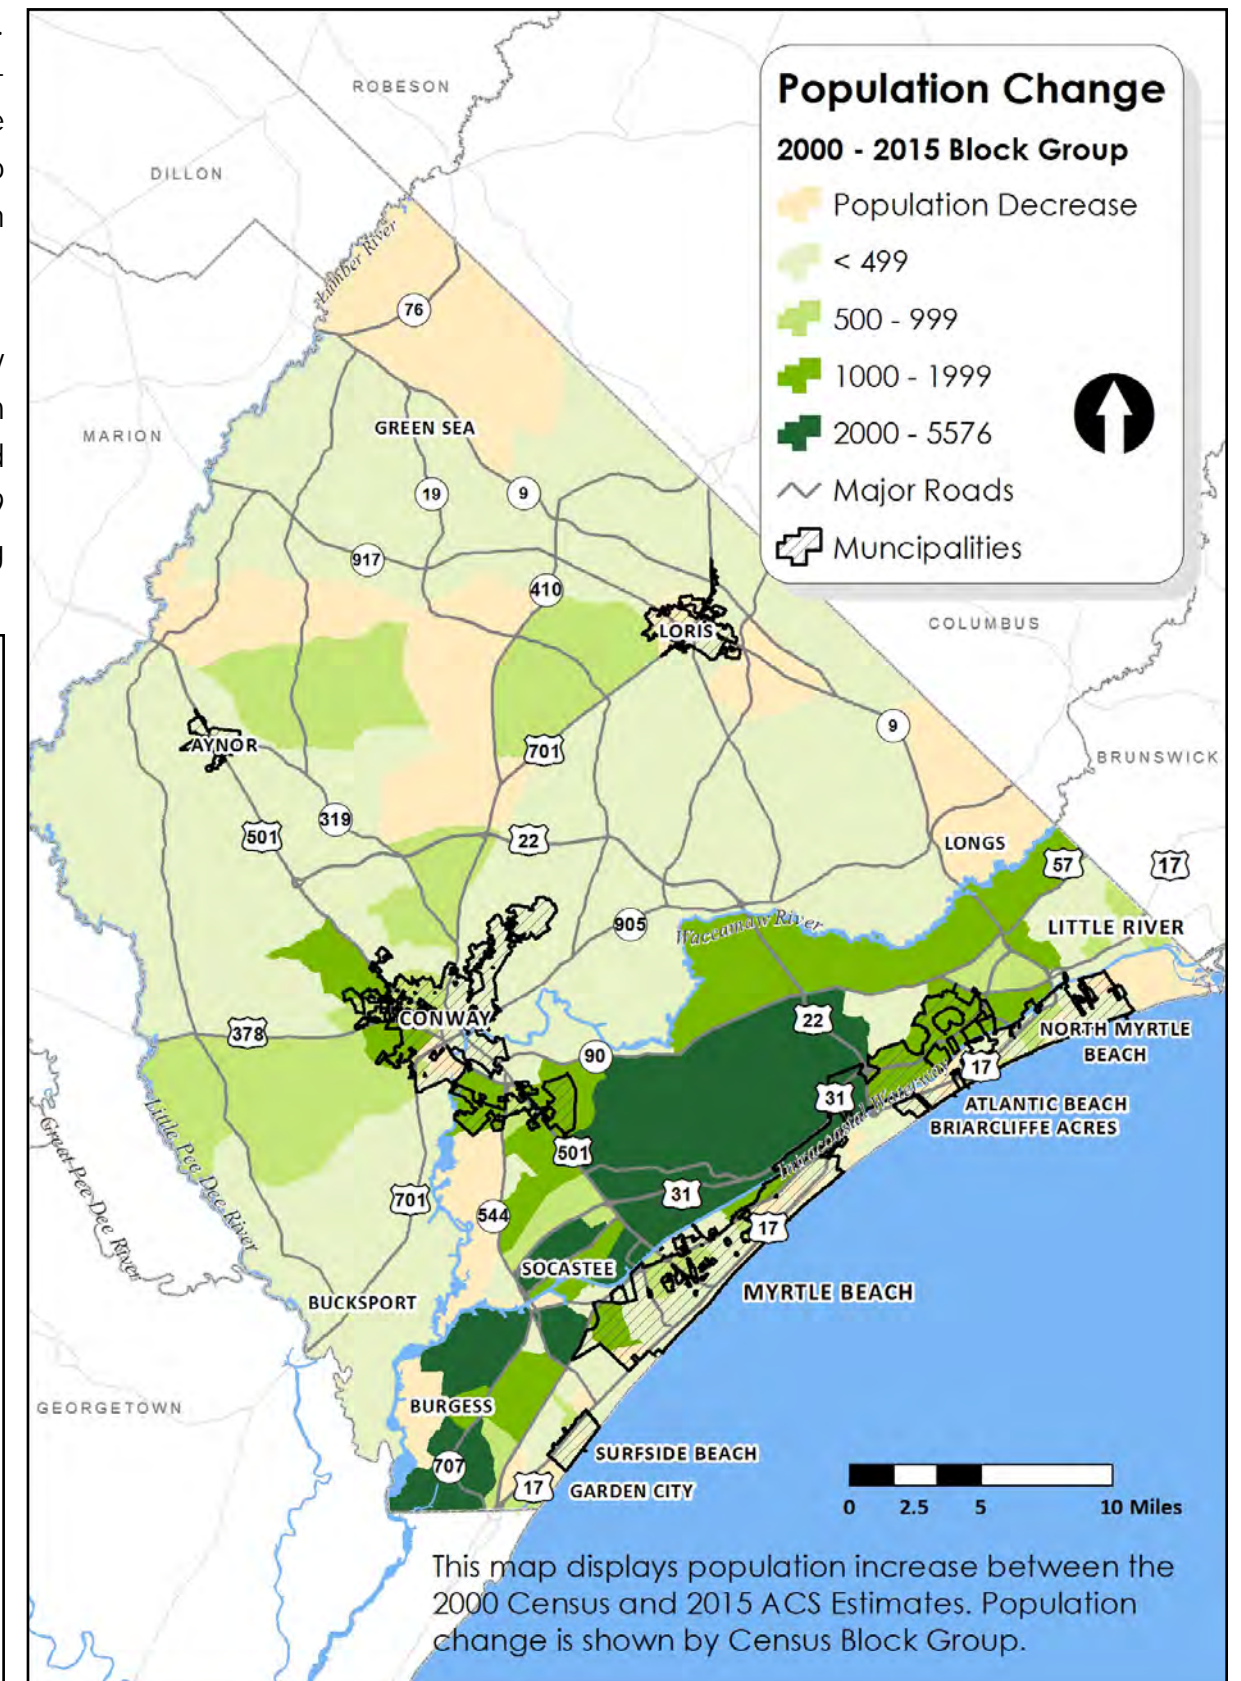 ROBESON
DILLON
MARION
COLUMBUS
BRUNSWICK
GEORGETOWN
Population Change
2000 - 2015 Block Group
Population Decrease
< 499
500 - 999
1000 - 1999
2000 - 5576
Major Roads
Muncipalities
Lumber River
76
GREEN SEA
19
9
917
410
LORIS
9
AYNOR
701
319
501
22
LONGS
57
17
905
Waccamaw River
LITTLE RIVER
CONWAY
378
22
NORTH MYRTLE
BEACH
90
17
31
ATLANTIC BEACH
BRIARCLIFFE ACRES
Intracoastal Waterway
Little Pee Dee River
Great Pee Dee River
501
701
31
544
17
SOCASTEE
MYRTLE BEACH
BUCKSPORT
BURGESS
SURFSIDE BEACH
707
17
GARDEN CITY
0 2.5 5 10 Miles
This map displays population increase between the
2000 Census and 2015 ACS Estimates. Population
change is shown by Census Block Group.